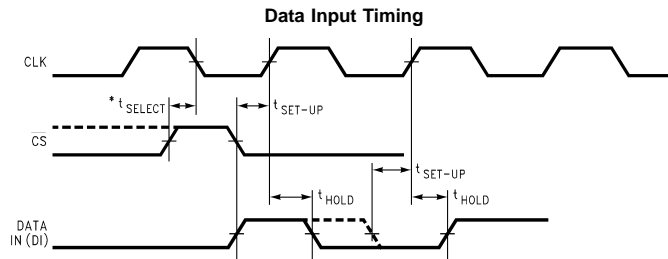 Data Input Timing
CLK
* tSELECT
tSET-UP
CS
tSET-UP
tHOLD
tHOLD
DATA
IN (DI)